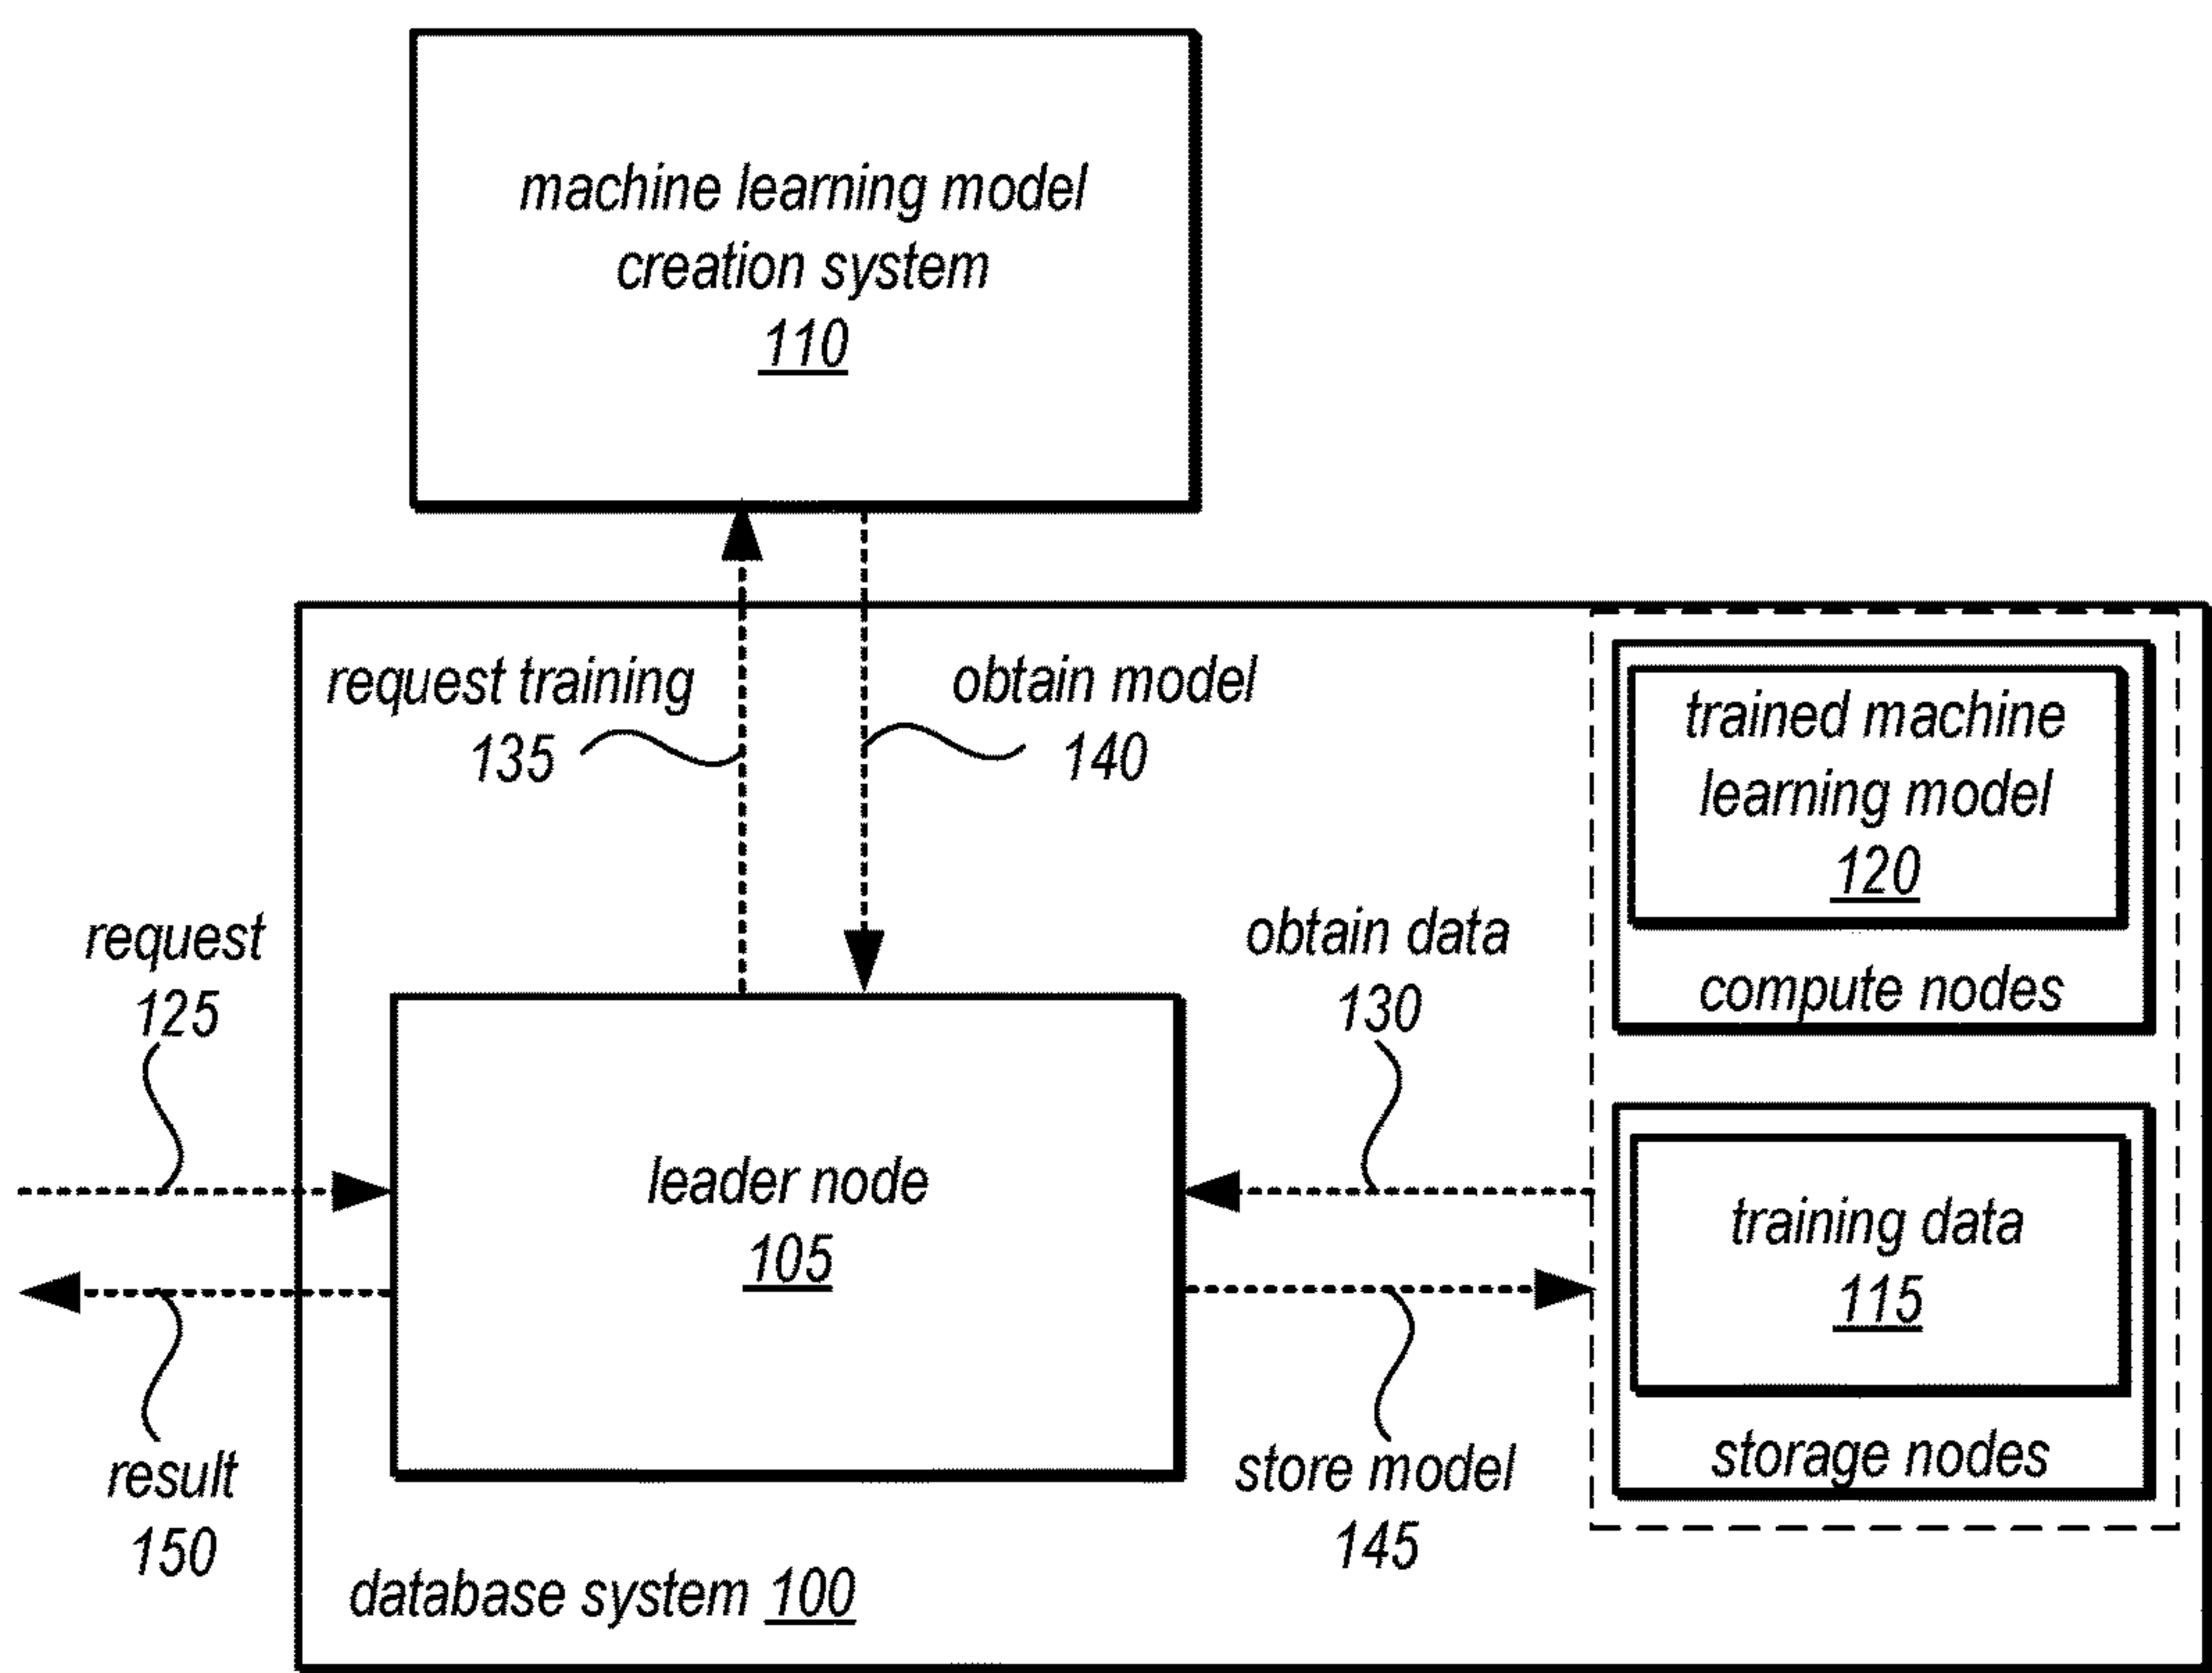 machine learning model
creation system
110
request training
135
obtain model
140
trained machine
learning model
120
compute nodes
request
125
obtain data
130
leader node
105
training data
115
storage nodes
result
150
store model
145
database system 100